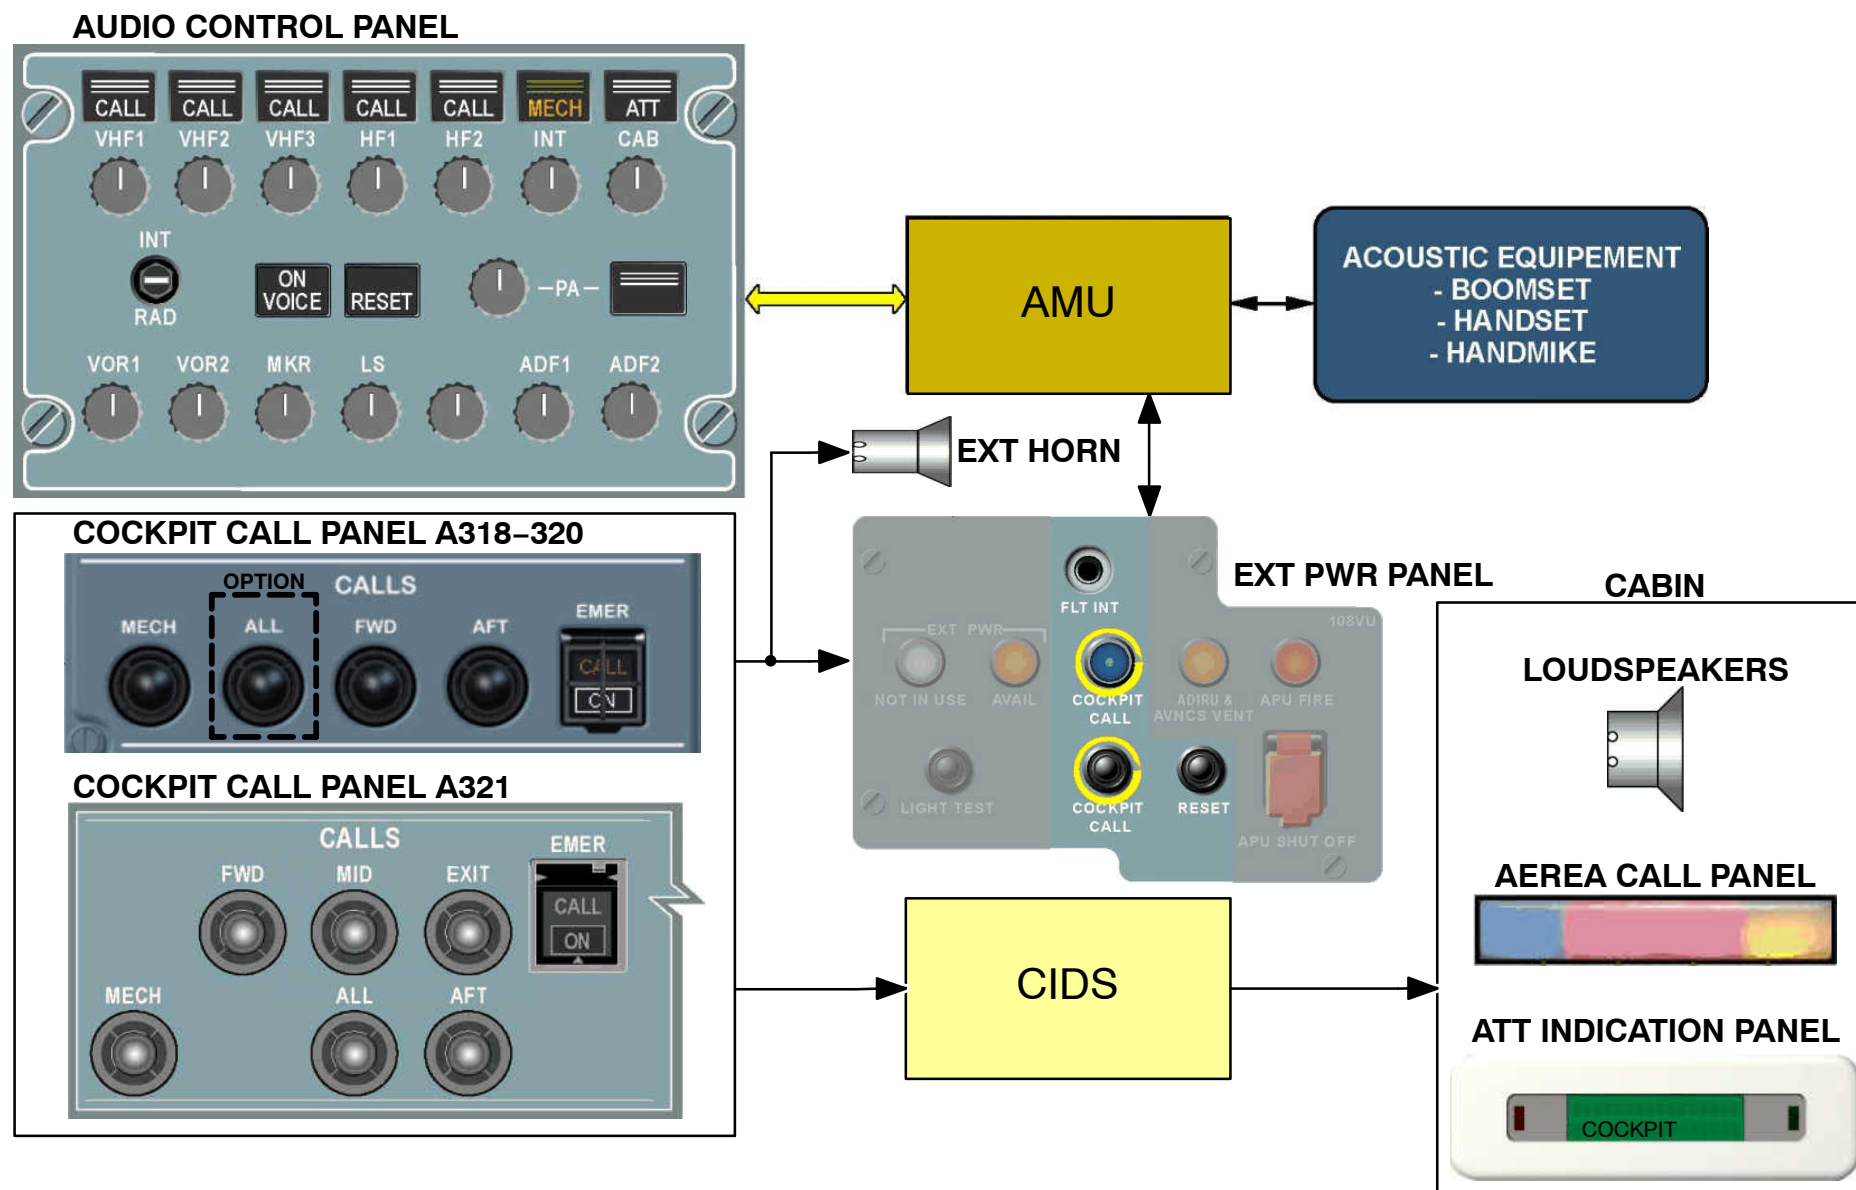 AUDIO CONTROL PANEL
CALL CALL CALL CALL CALL MECH ATT
VHF1 VHF2 VHF3 HF1 HF2 INT CAB
INT
RAD
ON VOICE
RESET
–PA–
VOR1 VOR2 MKR LS ADF1 ADF2
AMU
ACOUSTIC EQUIPEMENT
- BOOMSET
- HANDSET
- HANDMIKE
EXT HORN
COCKPIT CALL PANEL A318–320
OPTION
CALLS
MECH ALL FWD AFT EMER
CALL
ON
COCKPIT CALL PANEL A321
CALLS
EMER
FWD MID EXIT
CALL
ON
MECH ALL AFT
EXT PWR PANEL
FLT INT
108VU
EXT PWR
NOT IN USE
AVAIL
COCKPIT
CALL
ADIRU &
AVNCS VENT
APU FIRE
LIGHT TEST
COCKPIT
CALL
RESET
APU SHUT OFF
CIDS
CABIN
LOUDSPEAKERS
AEREA CALL PANEL
ATT INDICATION PANEL
COCKPIT